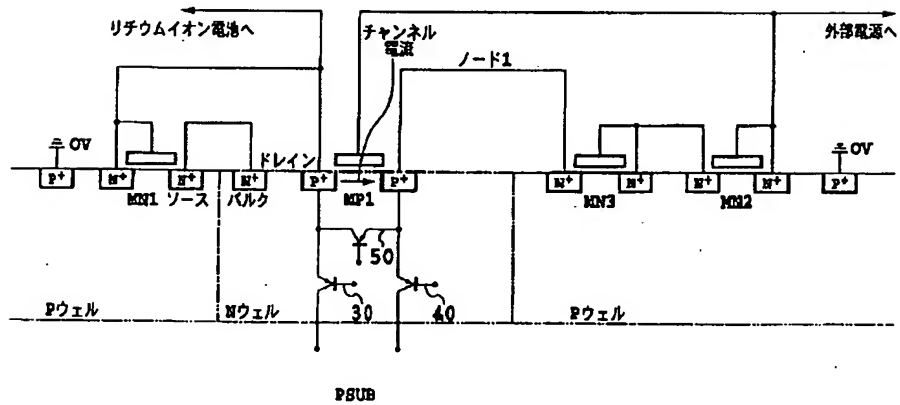 リチウムイオン電池へ
チャンネル
電流
外部電源へ
ノード1
0V
ドレイン
0V
P+
N+
N+
N+
P+
P+
N+
N+
N+
N+
P+
MN1
ソース
バルク
MP1
MN3
MN2
50
30
40
Pウェル
Nウェル
Pウェル
PSUB